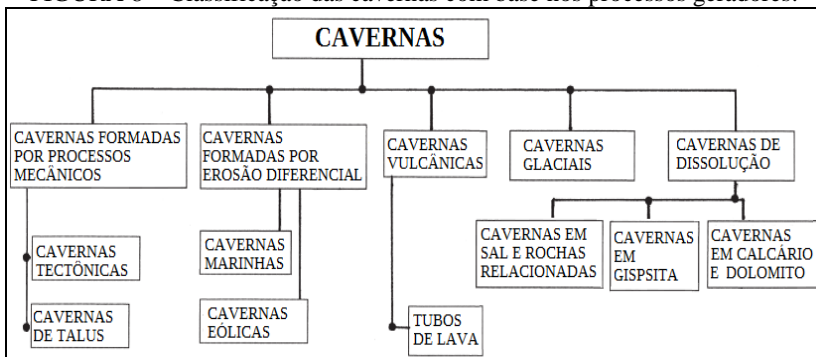 FIGURA 6 – Classificação das cavernas com base nos processos geradores.
CAVERNAS
CAVERNAS FORMADAS
POR PROCESSOS
MECÂNICOS
CAVERNAS
FORMADAS POR
EROSÃO DIFERENCIAL
CAVERNAS
VULCÂNICAS
CAVERNAS
GLACIAIS
CAVERNAS DE
DISSOLUÇÃO
CAVERNAS
TECTÔNICAS
CAVERNAS
DE TALUS
CAVERNAS
MARINHAS
CAVERNAS
EÓLICAS
TUBOS
DE LAVA
CAVERNAS EM
SAL E ROCHAS
RELACIONADAS
CAVERNAS
EM
GISPSITA
CAVERNAS
EM CALCÁRIO
E DOLOMITO